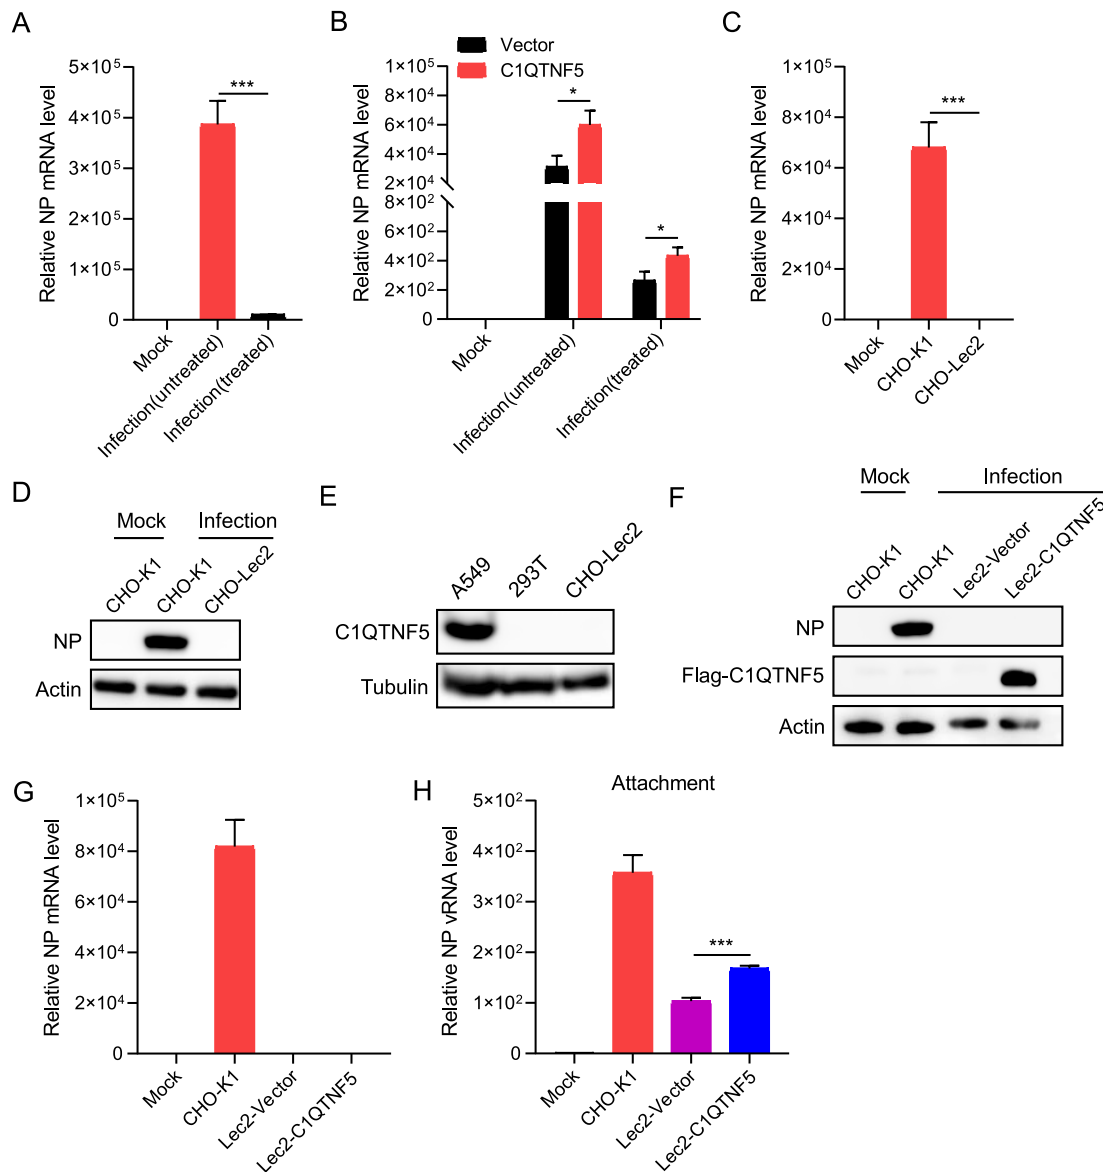 A
Relative NP mRNA level
5×10⁵
4×10⁵
3×10⁵
2×10⁵
1×10⁵
0
***
Mock
Infection(untreated)
Infection(treated)
B
Vector
C1QTNF5
Relative NP mRNA level
1×10⁵
8×10⁴
6×10⁴
4×10⁴
2×10⁴
8×10²
6×10²
4×10²
2×10²
0
*
*
Mock
Infection(untreated)
Infection(treated)
C
Relative NP mRNA level
1×10⁵
8×10⁴
6×10⁴
4×10⁴
2×10⁴
0
***
Mock
CHO-K1
CHO-Lec2
D
Mock Infection
CHO-K1 CHO-K1 CHO-Lec2
NP
Actin
E
A549 293T CHO-Lec2
C1QTNF5
Tubulin
F
Mock Infection
CHO-K1 CHO-K1 Lec2-Vector Lec2-C1QTNF5
NP
Flag-C1QTNF5
Actin
G
Relative NP mRNA level
1×10⁵
8×10⁴
6×10⁴
4×10⁴
2×10⁴
0
Mock
CHO-K1
Lec2-Vector
Lec2-C1QTNF5
H
Attachment
Relative NP vRNA level
5×10²
4×10²
3×10²
2×10²
1×10²
0
***
Mock
CHO-K1
Lec2-Vector
Lec2-C1QTNF5